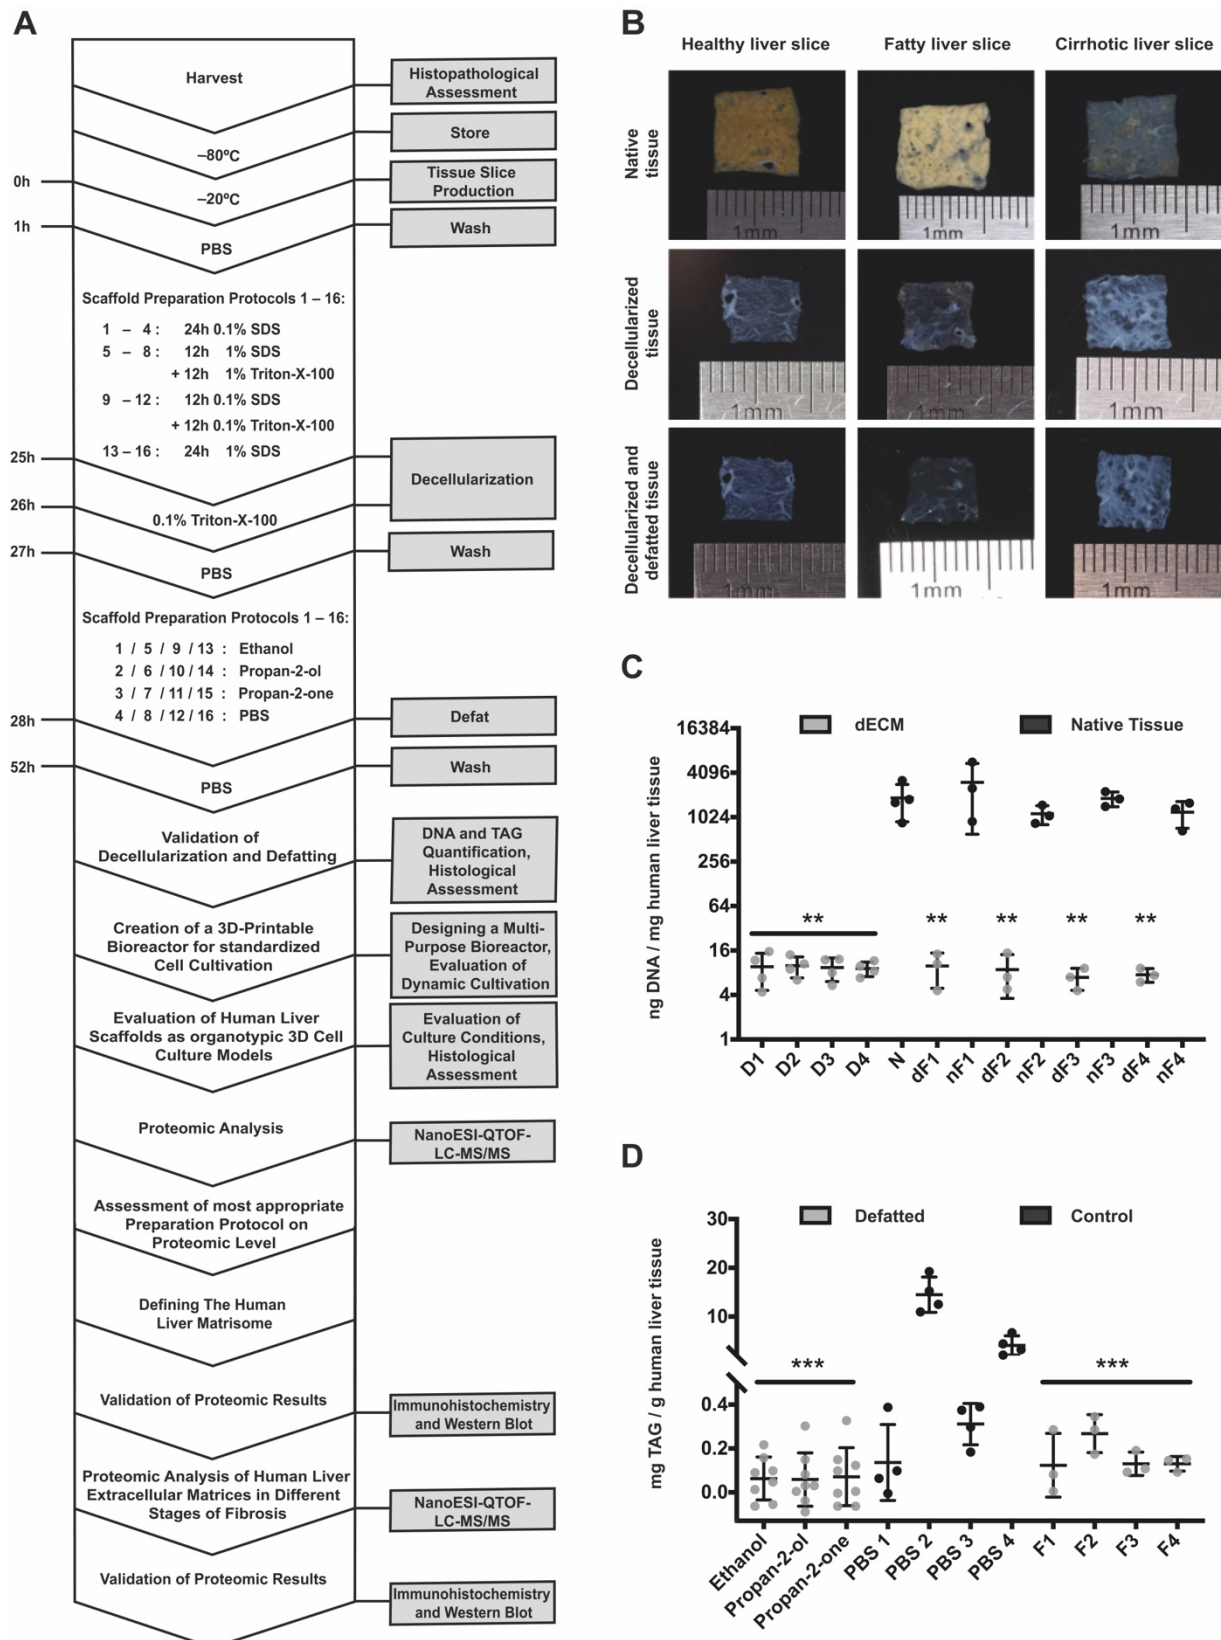 A
Harvest
Histopathological
Assessment
Store
–80ºC
0h
Tissue Slice
Production
–20ºC
1h
Wash
PBS
Scaffold Preparation Protocols 1 – 16:
1 – 4 : 24h 0.1% SDS
5 – 8 : 12h 1% SDS
+ 12h 1% Triton-X-100
9 – 12 : 12h 0.1% SDS
+ 12h 0.1% Triton-X-100
13 – 16 : 24h 1% SDS
25h
Decellularization
26h
0.1% Triton-X-100
27h
Wash
PBS
Scaffold Preparation Protocols 1 – 16:
1 / 5 / 9 / 13 : Ethanol
2 / 6 / 10 / 14 : Propan-2-ol
3 / 7 / 11 / 15 : Propan-2-one
4 / 8 / 12 / 16 : PBS
28h
Defat
52h
Wash
PBS
Validation of
Decellularization and Defatting
DNA and TAG
Quantification,
Histological
Assessment
Creation of a 3D-Printable
Bioreactor for standardized
Cell Cultivation
Designing a Multi-
Purpose Bioreactor,
Evaluation of
Dynamic Cultivation
Evaluation of Human Liver
Scaffolds as organotypic 3D Cell
Culture Models
Evaluation of
Culture Conditions,
Histological
Assessment
Proteomic Analysis
NanoESI-QTOF-
LC-MS/MS
Assessment of most appropriate
Preparation Protocol on
Proteomic Level
Defining The Human
Liver Matrisome
Validation of Proteomic Results
Immunohistochemistry
and Western Blot
Proteomic Analysis of Human Liver
Extracellular Matrices in Different
Stages of Fibrosis
NanoESI-QTOF-
LC-MS/MS
Validation of Proteomic Results
Immunohistochemistry
and Western Blot
B
Healthy liver slice
Fatty liver slice
Cirrhotic liver slice
Native
tissue
1mm
1mm
1mm
Decellularized
tissue
1mm
1mm
1mm
Decellularized and
defatted tissue
1mm
1mm
1mm
C
dECM
Native Tissue
ng DNA / mg human liver tissue
16384
4096
1024
256
64
16
4
1
**
**
**
**
**
D1
D2
D3
D4
N
dF1
nF1
dF2
nF2
dF3
nF3
dF4
nF4
D
Defatted
Control
mg TAG / g human liver tissue
30
20
10
0.4
0.2
0.0
***
***
Ethanol
Propan-2-ol
Propan-2-one
PBS 1
PBS 2
PBS 3
PBS 4
F1
F2
F3
F4